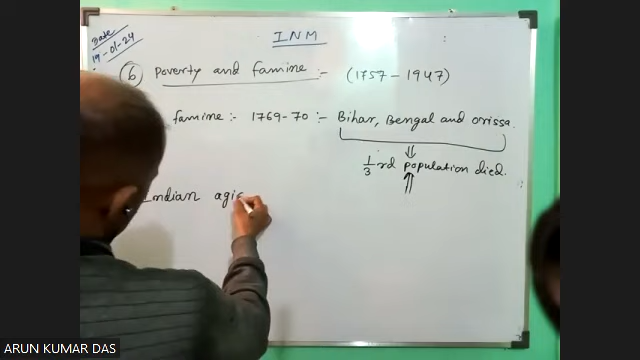 Date
19-01-24
INM
6 Poverty and famine :- (1757 - 1947)
famine :- 1769-70 :- Bihar, Bengal and orissa.
1/3 rd population died.
Indian agic
ARUN KUMAR DAS